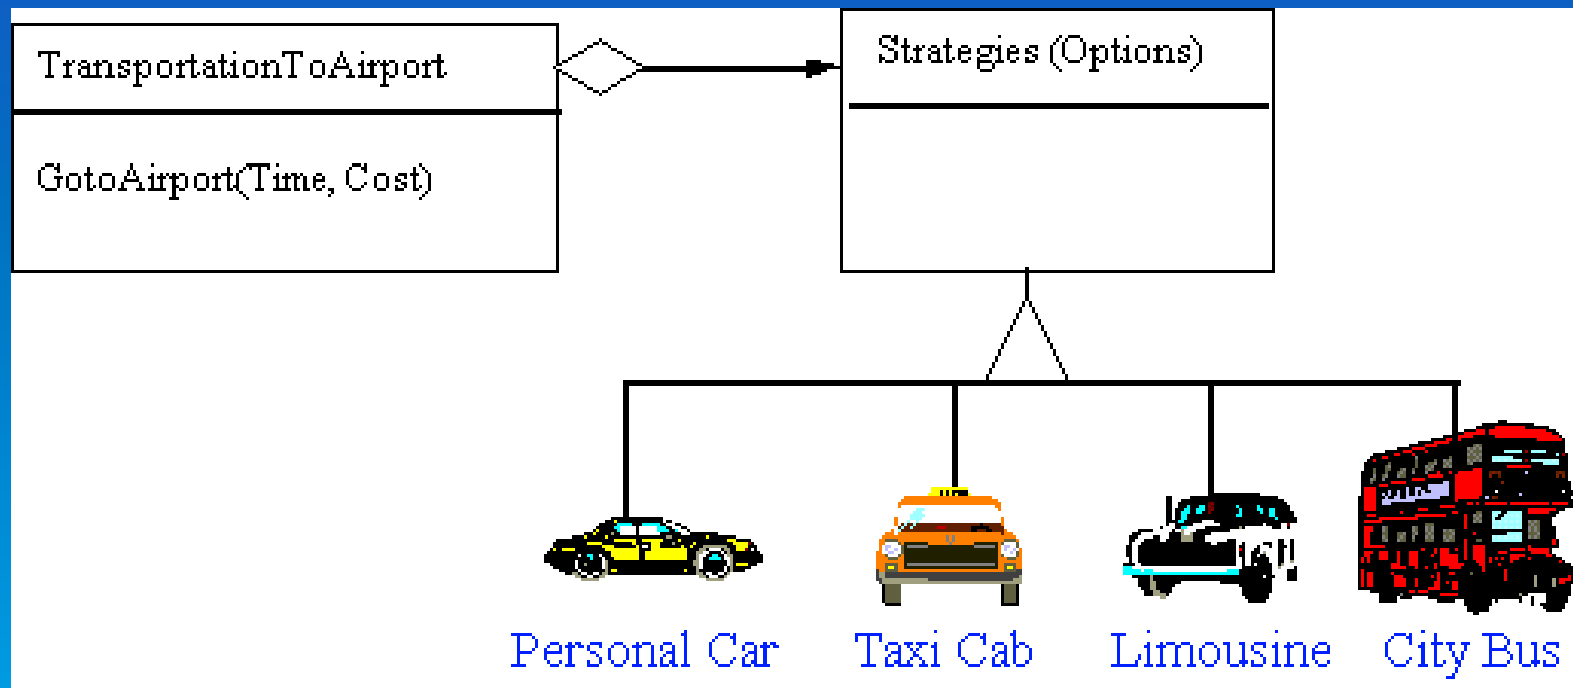 TransportationToAirport
Strategies (Options)
GotoAirport(Time, Cost)
Personal Car
Taxi Cab
Limousine
City Bus